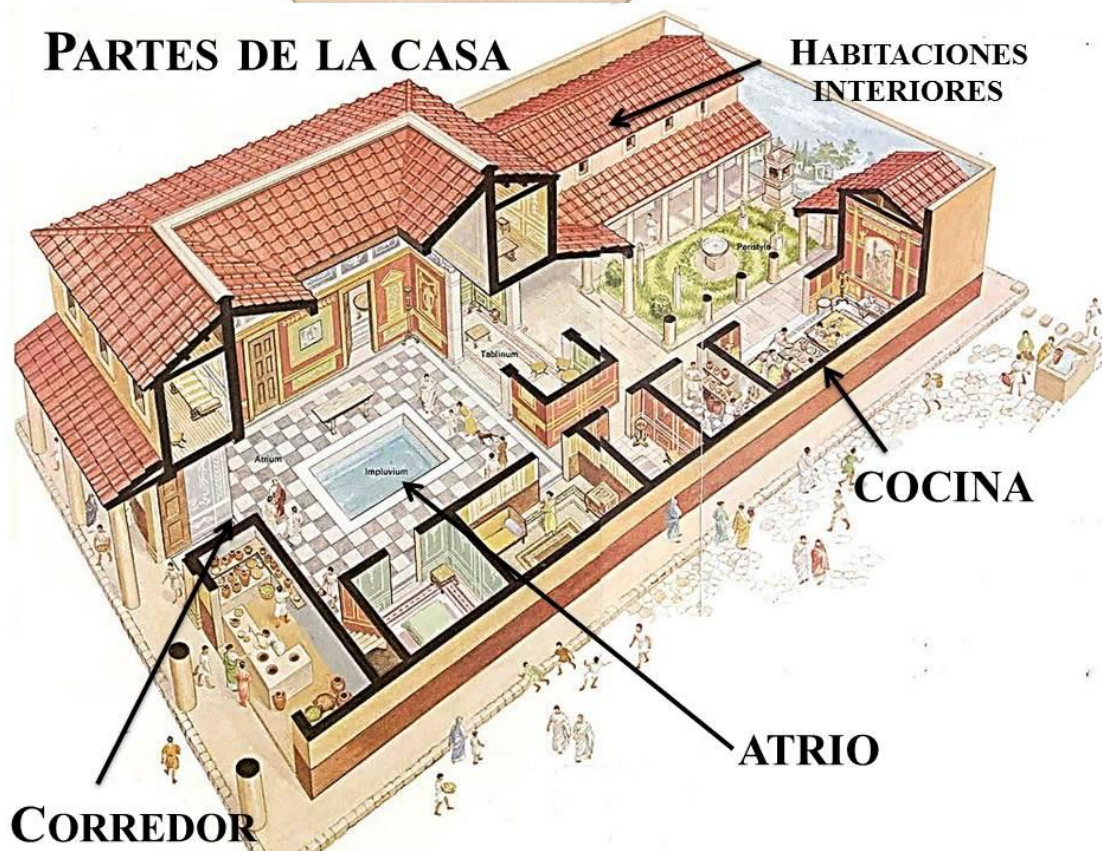 PARTES DE LA CASA
HABITACIONES
INTERIORES
Peristyle
Tablinum
Atrium
Impluvium
COCINA
ATRIO
CORREDOR